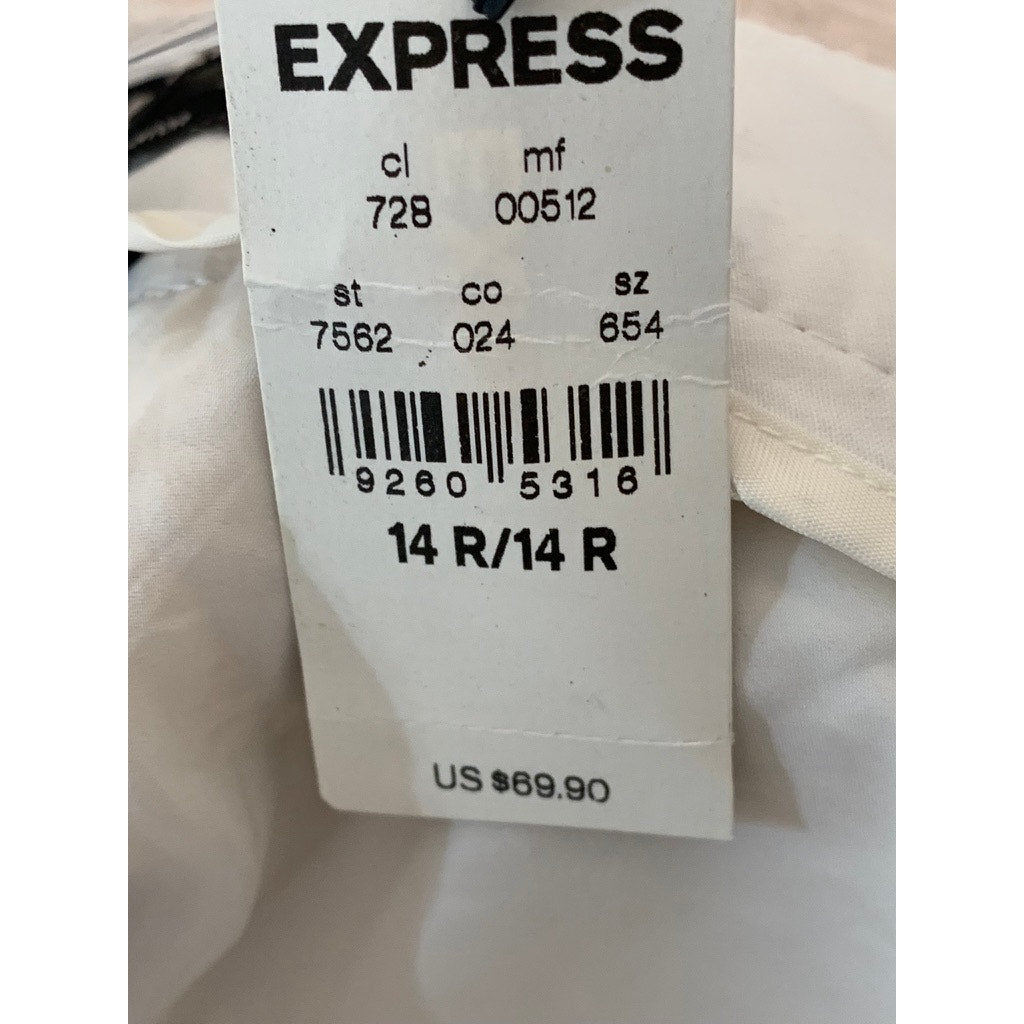 EXPRESS
cl mf
728 00512
st co sz
7562 024 654
9260 5316
14 R/14 R
US $69.90